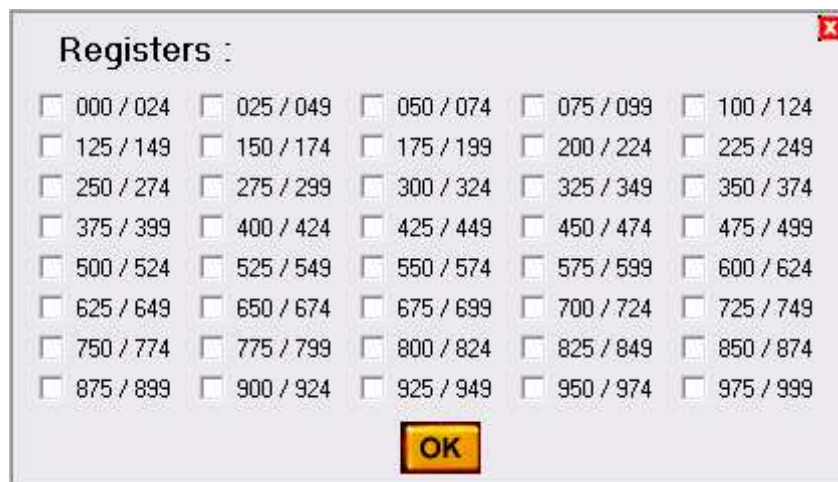 X
Registers :
000 / 024 025 / 049 050 / 074 075 / 099 100 / 124
125 / 149 150 / 174 175 / 199 200 / 224 225 / 249
250 / 274 275 / 299 300 / 324 325 / 349 350 / 374
375 / 399 400 / 424 425 / 449 450 / 474 475 / 499
500 / 524 525 / 549 550 / 574 575 / 599 600 / 624
625 / 649 650 / 674 675 / 699 700 / 724 725 / 749
750 / 774 775 / 799 800 / 824 825 / 849 850 / 874
875 / 899 900 / 924 925 / 949 950 / 974 975 / 999
OK